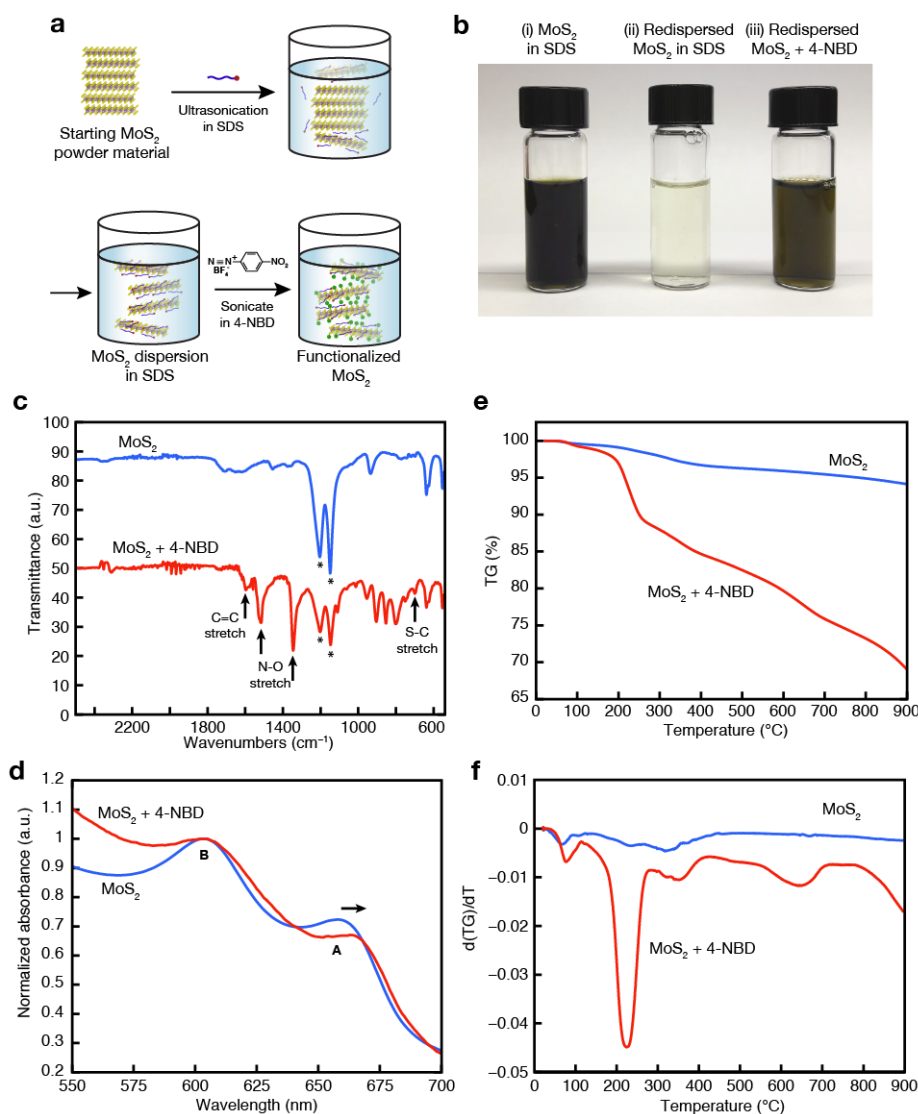 a
Starting MoS₂
powder material
Ultrasonication
in SDS
N=N⁺
BF₄⁻
NO₂
Sonicate
in 4-NBD
MoS₂ dispersion
in SDS
Functionalized
MoS₂
b
(i) MoS₂
in SDS
(ii) Redispersed
MoS₂ in SDS
(iii) Redispersed
MoS₂ + 4-NBD
c
100
90
80
70
60
50
40
30
20
10
0
Transmittance (a.u.)
MoS₂
MoS₂ + 4-NBD
* *
* *
C=C
stretch
N-O
stretch
S-C
stretch
2200 1800 1400 1000 600
Wavenumbers (cm⁻¹)
d
1.2
1.1
1
0.9
0.8
0.7
0.6
0.5
0.4
0.3
0.2
Normalized absorbance (a.u.)
MoS₂ + 4-NBD
MoS₂
B
A
550 575 600 625 650 675 700
Wavelength (nm)
e
100
95
90
85
80
75
70
65
TG (%)
MoS₂
MoS₂ + 4-NBD
0 100 200 300 400 500 600 700 800 900
Temperature (°C)
f
0.01
0
−0.01
−0.02
−0.03
−0.04
−0.05
d(TG)/dT
MoS₂
MoS₂ + 4-NBD
0 100 200 300 400 500 600 700 800 900
Temperature (°C)